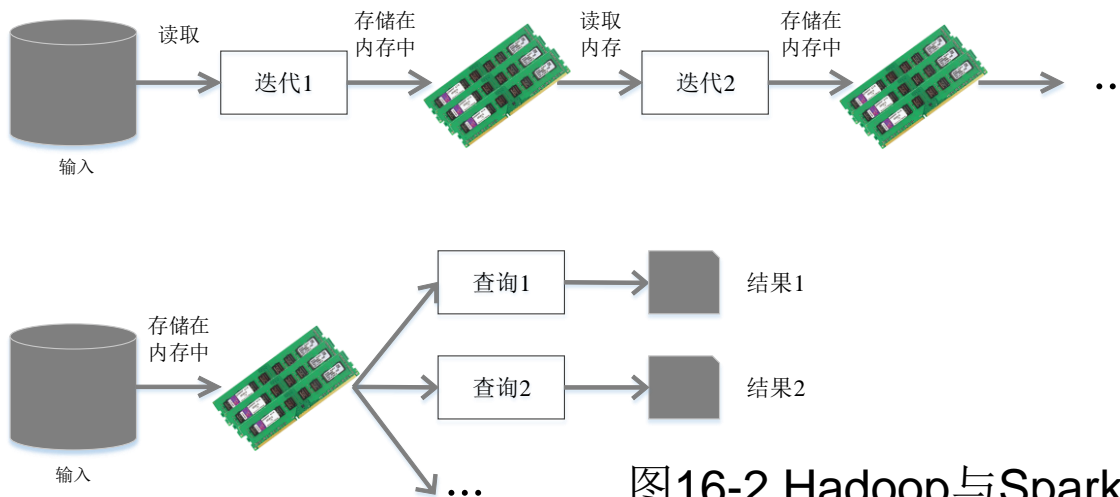 读取
存储在
内存中
读取
内存
存储在
内存中
迭代1
迭代2
…
输入
查询1
结果1
存储在
内存中
查询2
结果2
输入
…
图16-2 Hadoop与Spark